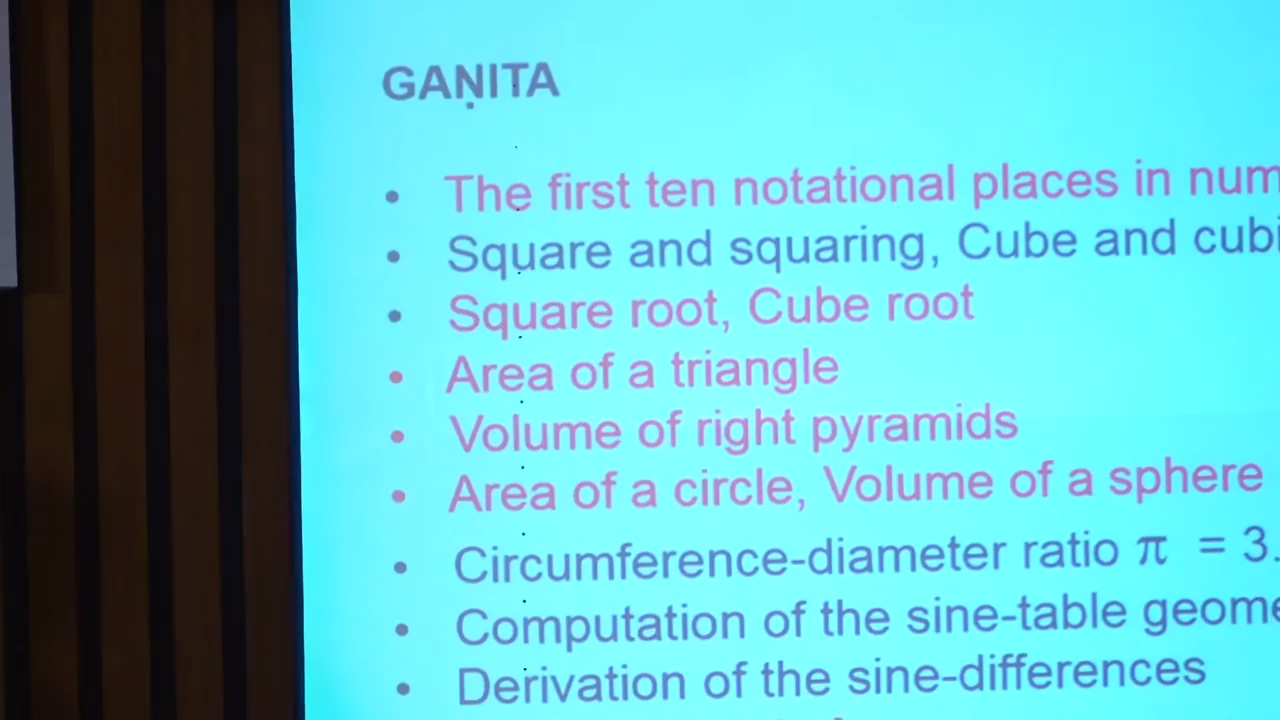 GAṆITA
• The first ten notational places in num
• Square and squaring, Cube and cubi
• Square root, Cube root
• Area of a triangle
• Volume of right pyramids
• Area of a circle, Volume of a sphere
• Circumference-diameter ratio π = 3.
• Computation of the sine-table geome
• Derivation of the sine-differences